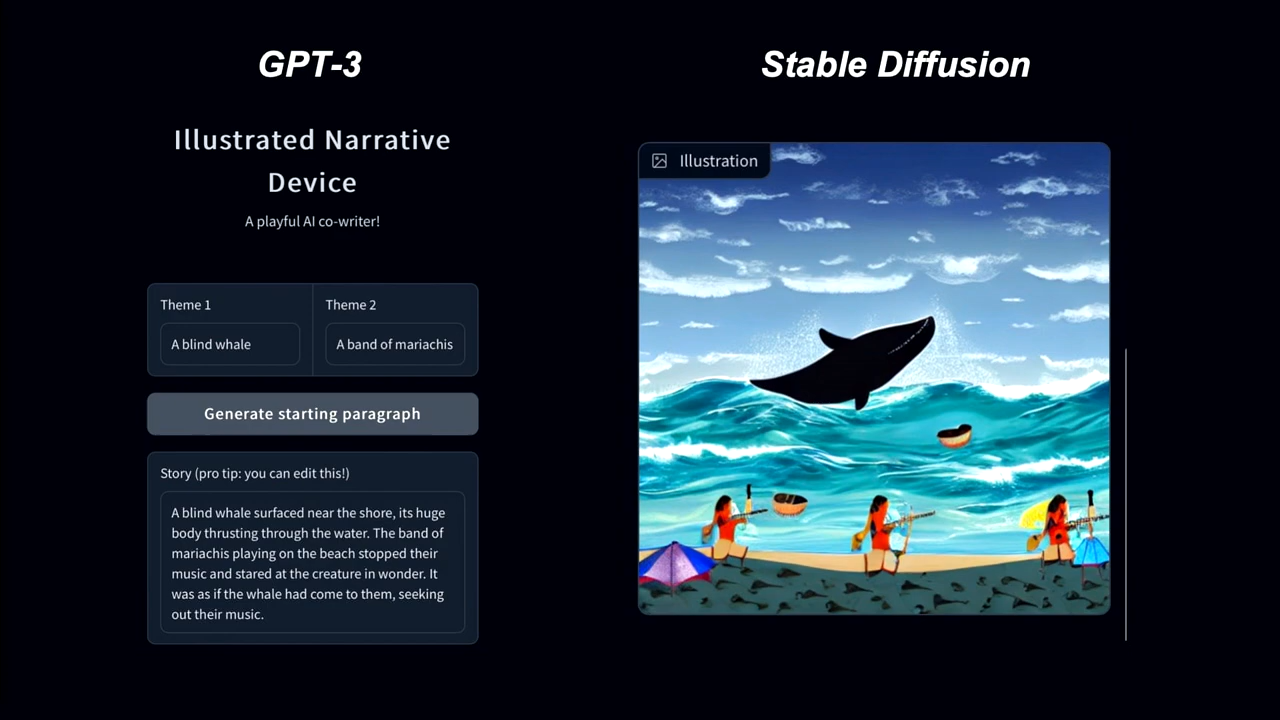 GPT-3
Stable Diffusion
Illustrated Narrative
Device
A playful AI co-writer!
Theme 1
Theme 2
A blind whale
A band of mariachis
Generate starting paragraph
Story (pro tip: you can edit this!)
A blind whale surfaced near the shore, its huge
body thrusting through the water. The band of
mariachis playing on the beach stopped their
music and stared at the creature in wonder. It
was as if the whale had come to them, seeking
out their music.
Illustration